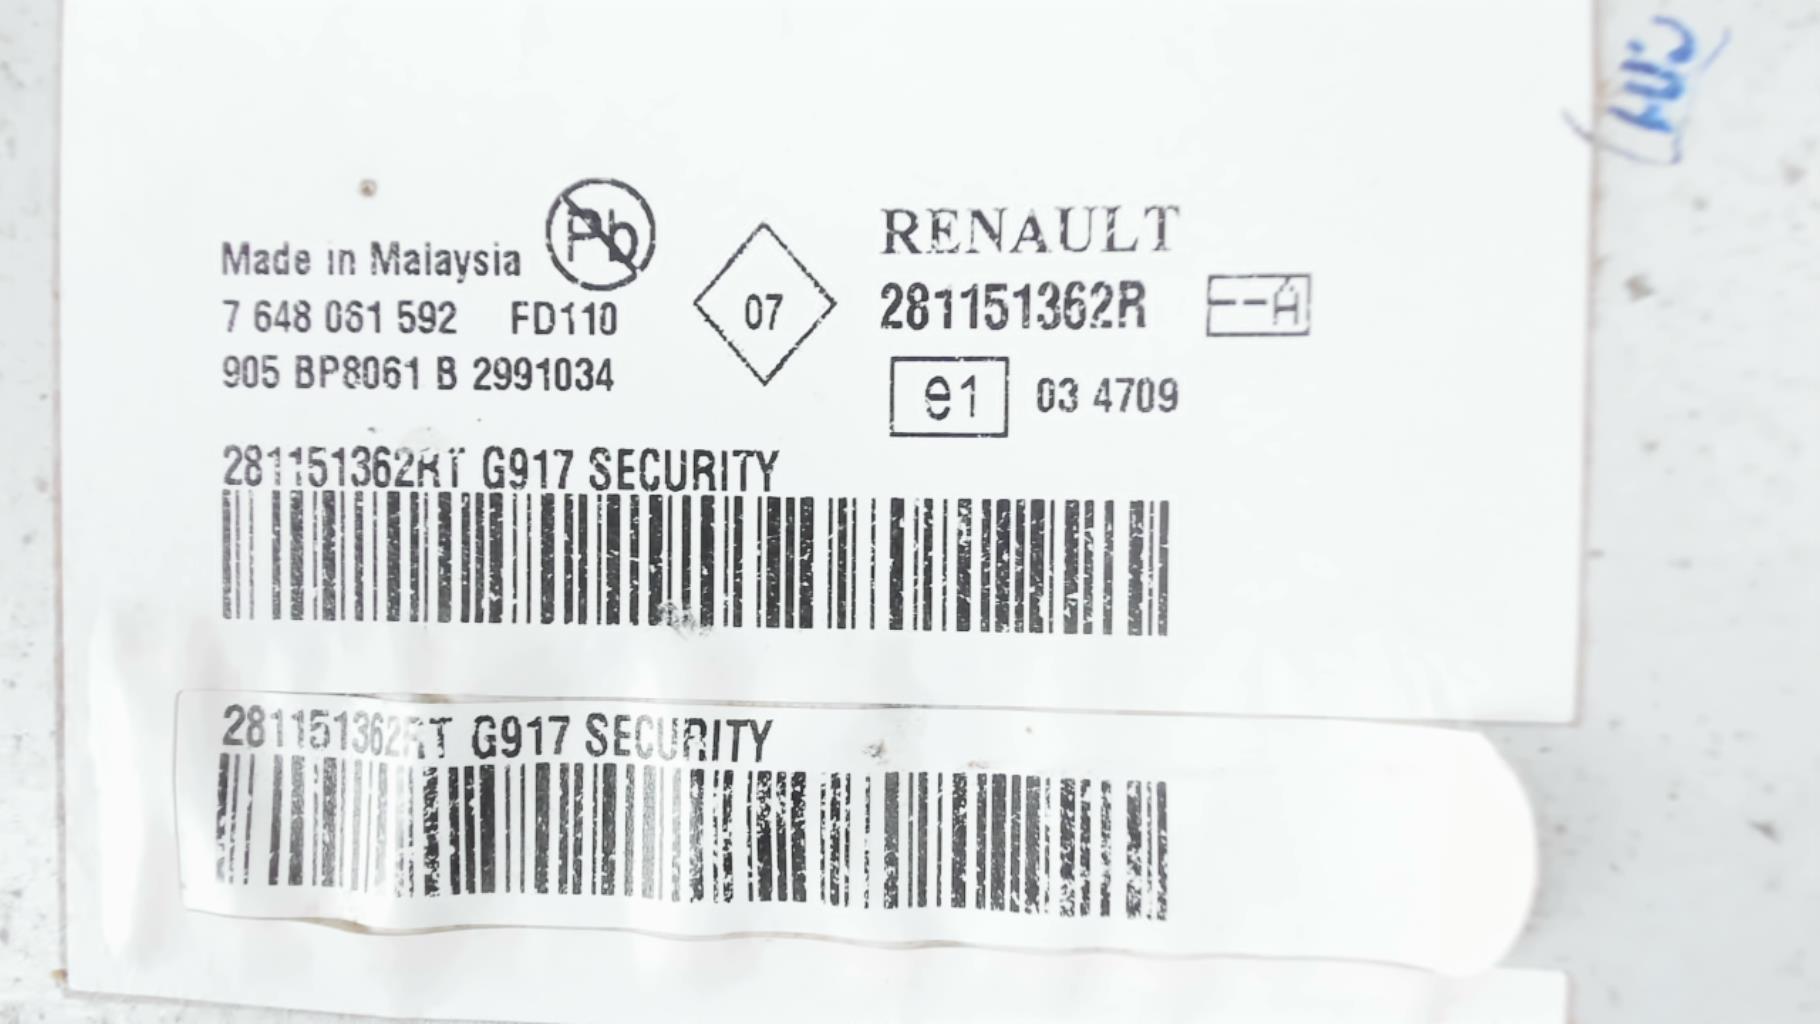 Made in Malaysia
Pb
7 648 061 592 FD110
905 BP8061 B 2991034
07
RENAULT
281151362R
--A
e1 03 4709
281151362RT G917 SECURITY
281151362RT G917 SECURITY